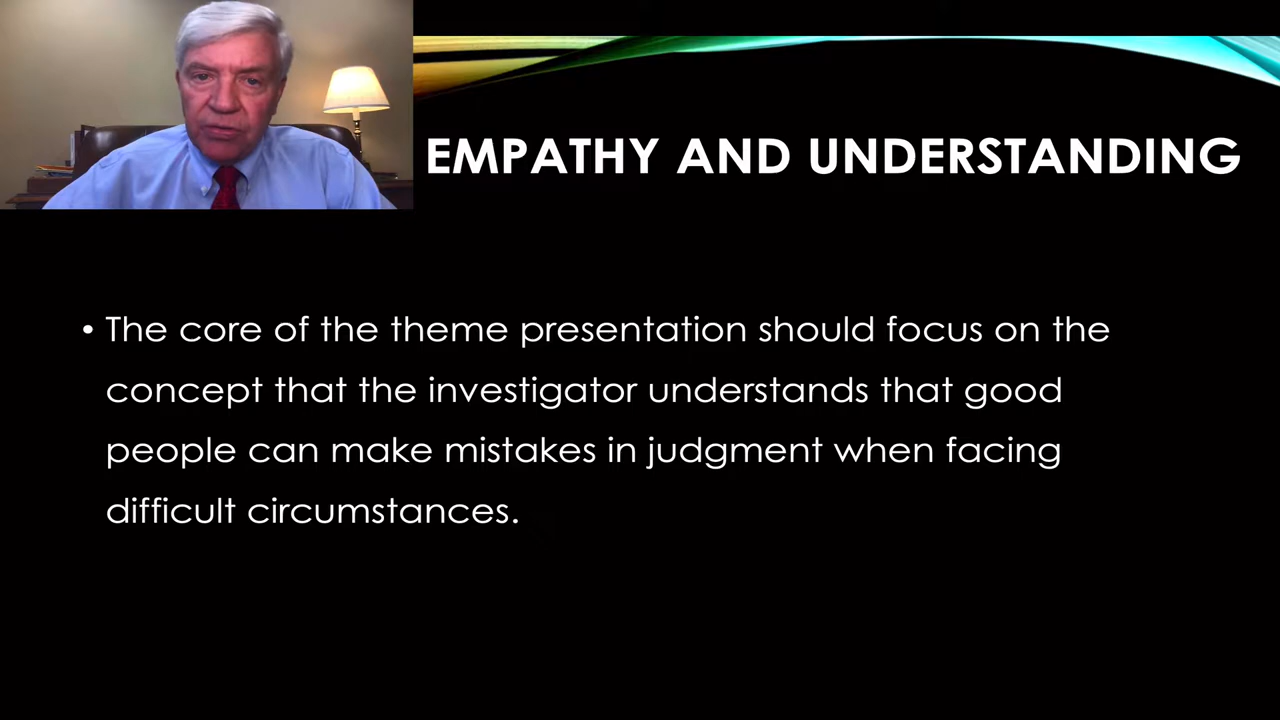 EMPATHY AND UNDERSTANDING
• The core of the theme presentation should focus on the
concept that the investigator understands that good
people can make mistakes in judgment when facing
difficult circumstances.